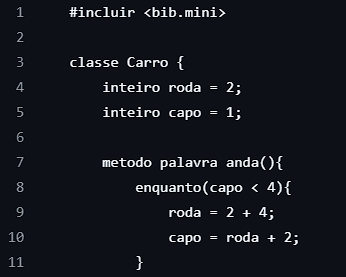 1 #incluir <bib.mini>
2
3 classe Carro {
4 inteiro roda = 2;
5 inteiro capo = 1;
6
7 metodo palavra anda(){
8 enquanto(capo < 4){
9 roda = 2 + 4;
10 capo = roda + 2;
11 }